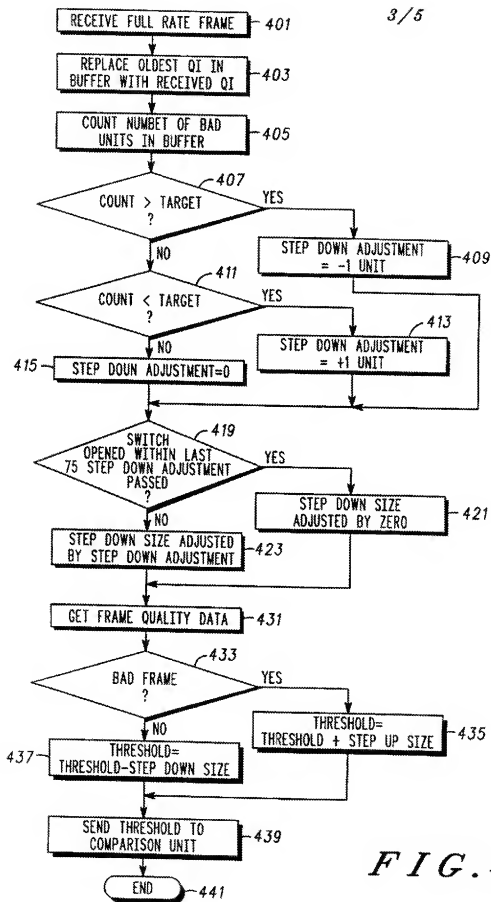 3/5
RECEIVE FULL RATE FRAME
401
REPLACE OLDEST QI IN
BUFFER WITH RECEIVED QI
403
COUNT NUMBET OF BAD
UNITS IN BUFFER
405
407
COUNT > TARGET
?
YES
NO
STEP DOWN ADJUSTMENT
= -1 UNIT
409
411
COUNT < TARGET
?
YES
NO
413
STEP DOWN ADJUSTMENT
= +1 UNIT
415
STEP DOUN ADJUSTMENT=0
419
SWITCH
OPENED WITHIN LAST
75 STEP DOWN ADJUSTMENT
PASSED
?
YES
NO
STEP DOWN SIZE
ADJUSTED BY ZERO
421
STEP DOWN SIZE ADJUSTED
BY STEP DOWN ADJUSTMENT
423
GET FRAME QUALITY DATA
431
433
BAD FRAME
?
YES
NO
THRESHOLD=
THRESHOLD + STEP UP SIZE
435
437
THRESHOLD=
THRESHOLD-STEP DOWN SIZE
SEND THRESHOLD TO
COMPARISON UNIT
439
END
441
FIG.